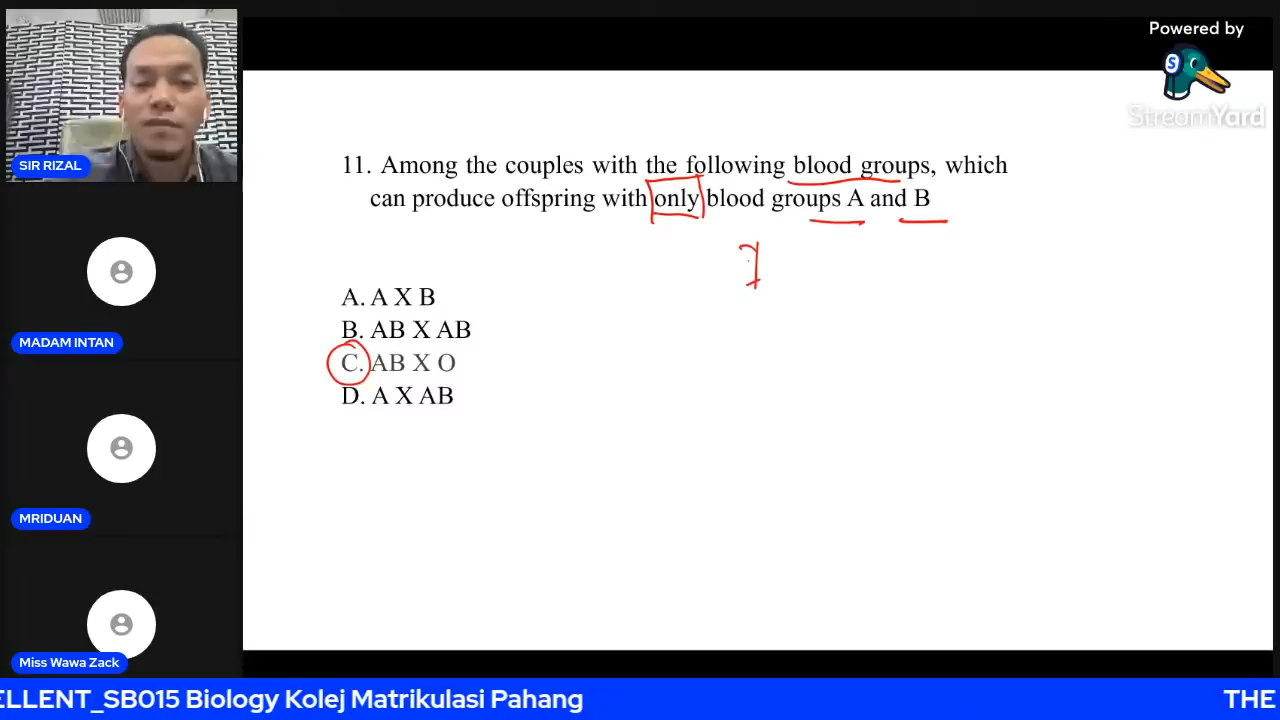 Powered by
S
StreamYard
SIR RIZAL
11. Among the couples with the following blood groups, which
can produce offspring with only blood groups A and B
I
A. A X B
B. AB X AB
C. AB X O
D. A X AB
MADAM INTAN
MRIDUAN
Miss Wawa Zack
ELLENT_SB015 Biology Kolej Matrikulasi Pahang
THE